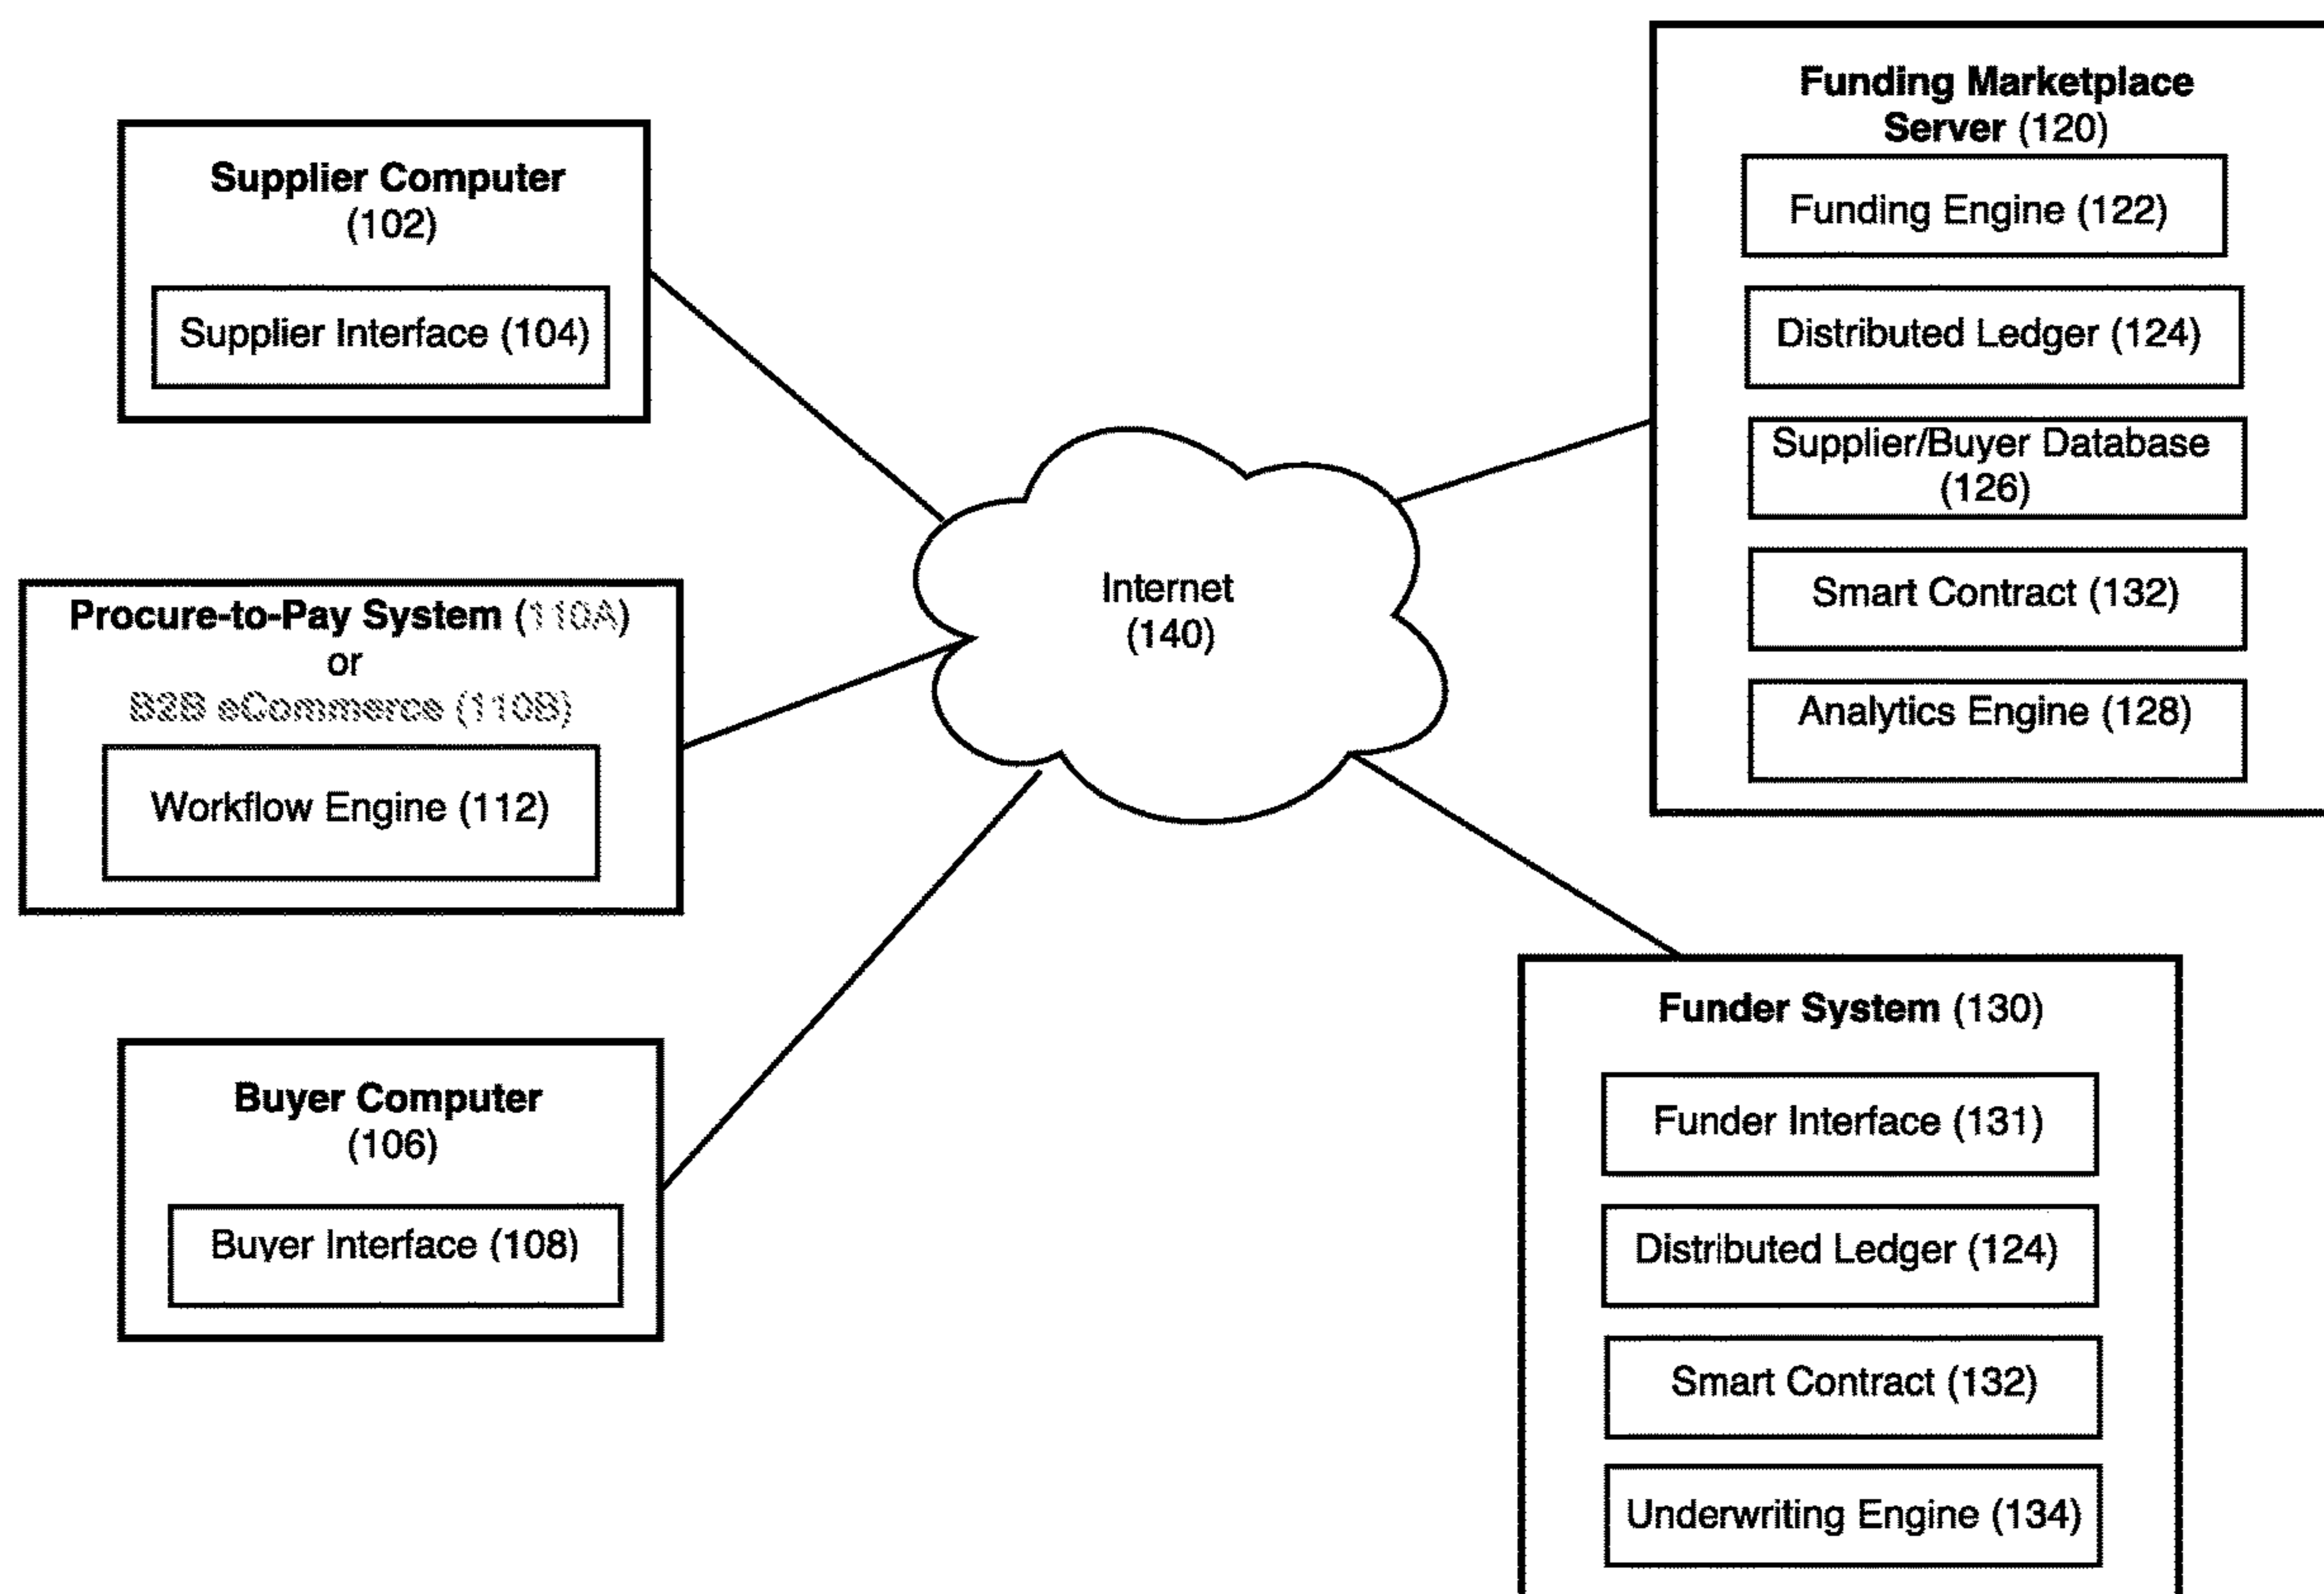 Supplier Computer
(102)
Supplier Interface (104)
Procure-to-Pay System (110A)
or
B2B eCommerce (110B)
Workflow Engine (112)
Buyer Computer
(106)
Buyer Interface (108)
Internet
(140)
Funding Marketplace
Server (120)
Funding Engine (122)
Distributed Ledger (124)
Supplier/Buyer Database
(126)
Smart Contract (132)
Analytics Engine (128)
Funder System (130)
Funder Interface (131)
Distributed Ledger (124)
Smart Contract (132)
Underwriting Engine (134)